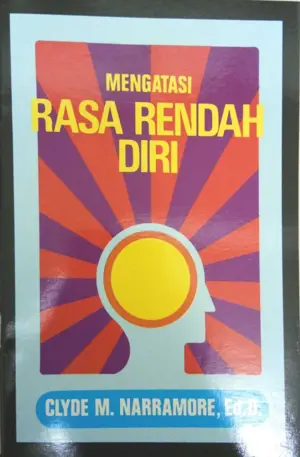 MENGATASI
RASA RENDAH
DIRI
CLYDE M. NARRAMORE, Ed.D.